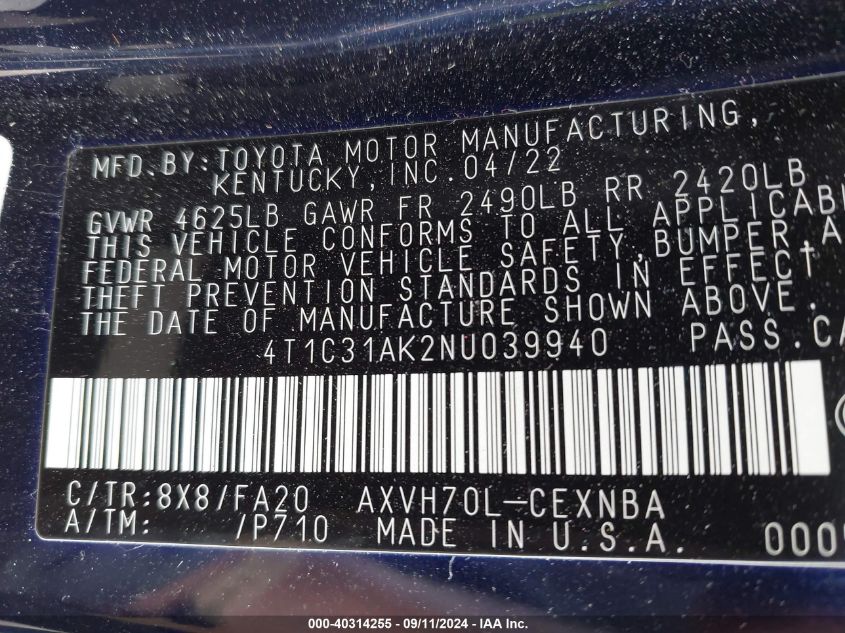 MFD.BY:TOYOTA MOTOR MANUFACTURING,
KENTUCKY,INC.04/22
GVWR 4625LB GAWR FR 2490LB RR 2420LB
THIS VEHICLE CONFORMS TO ALL APPLICABL
FEDERAL MOTOR VEHICLE SAFETY,BUMPER,A
THEFT PREVENTION STANDARDS IN EFFECT
THE DATE OF MANUFACTURE SHOWN ABOVE.
4T1C31AK2NU039940 PASS.CA
C/TR:8X8/FA20 AXVH70L-CEXNBA
A/TM: /P710 MADE IN U.S.A. 000
000-40314255 - 09/11/2024 - IAA Inc.